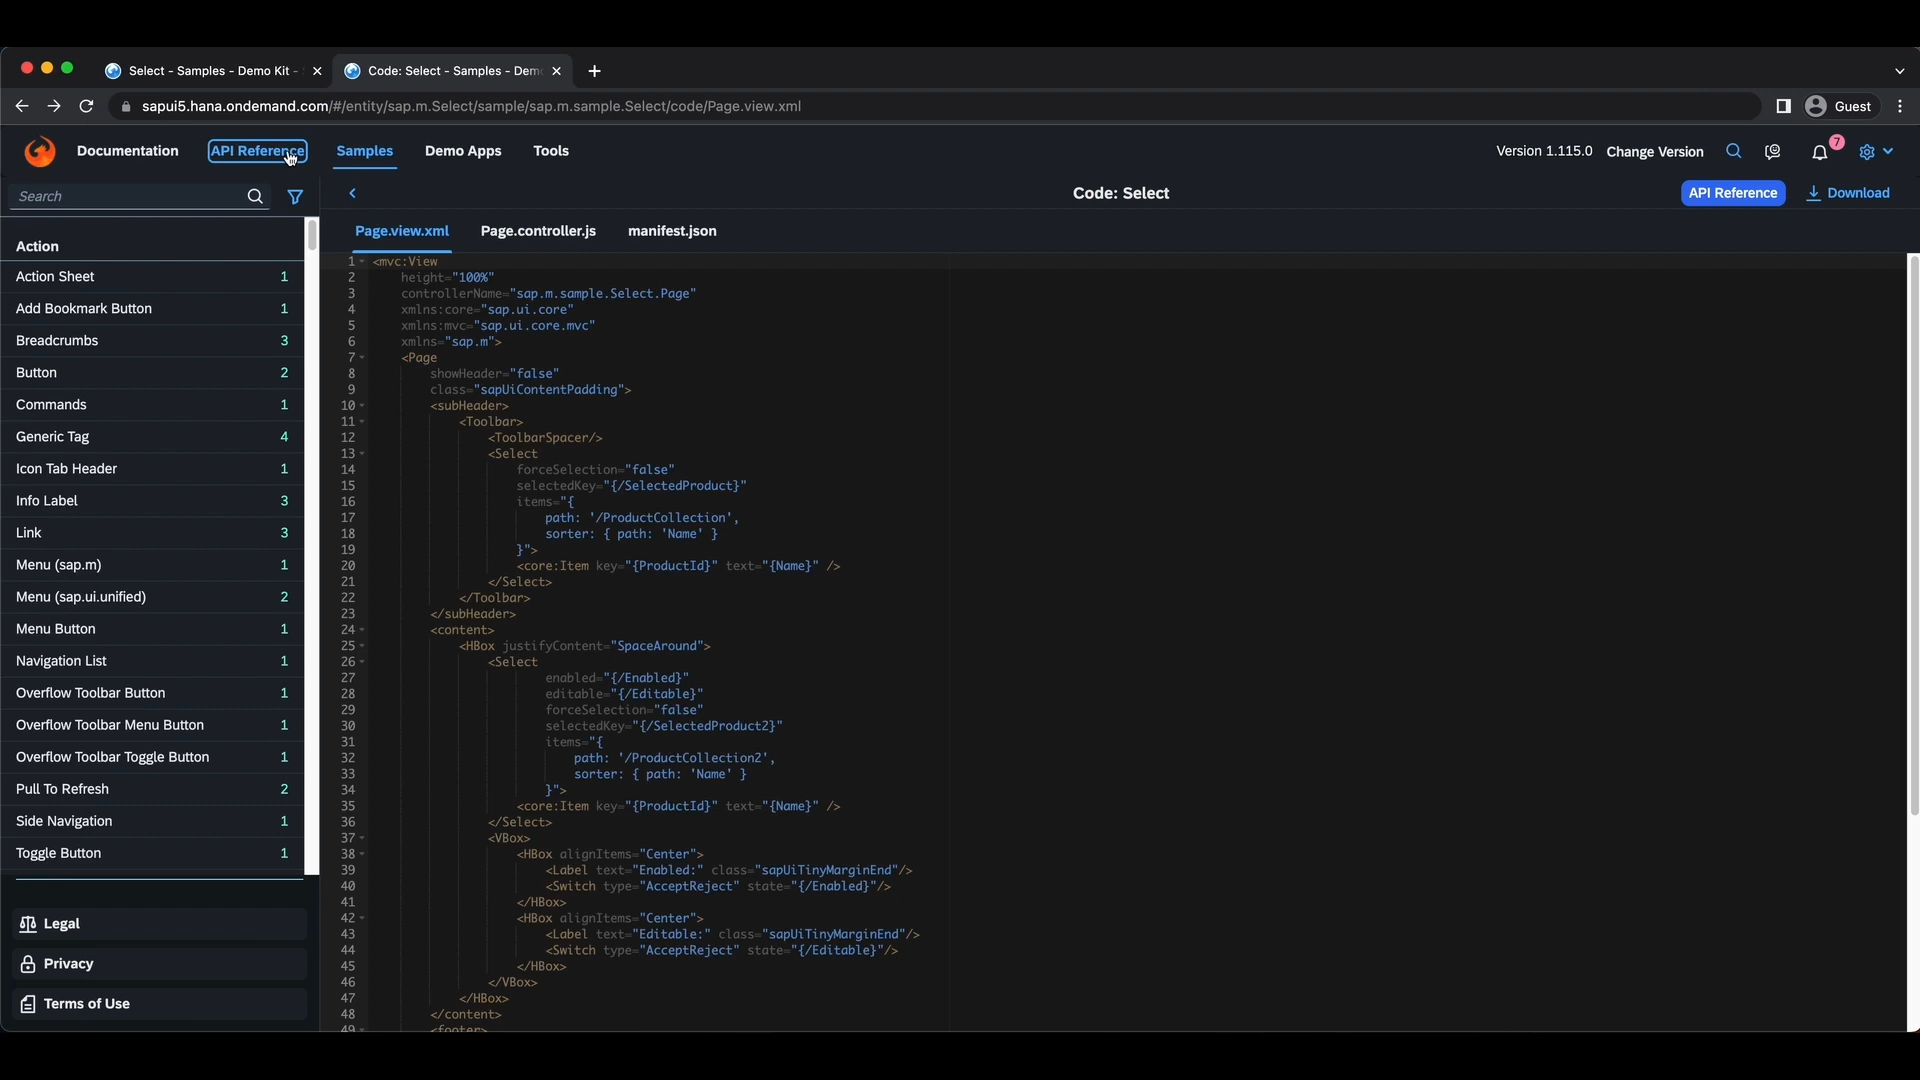 Select - Samples - Demo Kit -
Code: Select - Samples - Dem
sapui5.hana.ondemand.com/#/entity/sap.m.Select/sample/sap.m.sample.Select/code/Page.view.xml
Guest
Documentation
API Reference
Samples
Demo Apps
Tools
Version 1.115.0
Change Version
7
Search
Code: Select
API Reference
Download
Action
Action Sheet 1
Add Bookmark Button 1
Breadcrumbs 3
Button 2
Commands 1
Generic Tag 4
Icon Tab Header 1
Info Label 3
Link 3
Menu (sap.m) 1
Menu (sap.ui.unified) 2
Menu Button 1
Navigation List 1
Overflow Toolbar Button 1
Overflow Toolbar Menu Button 1
Overflow Toolbar Toggle Button 1
Pull To Refresh 2
Side Navigation 1
Toggle Button 1
Legal
Privacy
Terms of Use
Page.view.xml
Page.controller.js
manifest.json
1 <mvc:View
2 height="100%"
3 controllerName="sap.m.sample.Select.Page"
4 xmlns:core="sap.ui.core"
5 xmlns:mvc="sap.ui.core.mvc"
6 xmlns="sap.m">
7 <Page
8 showHeader="false"
9 class="sapUiContentPadding">
10 <subHeader>
11 <Toolbar>
12 <ToolbarSpacer/>
13 <Select
14 forceSelection="false"
15 selectedKey="{/SelectedProduct}"
16 items="{
17 path: '/ProductCollection',
18 sorter: { path: 'Name' }
19 }">
20 <core:Item key="{ProductId}" text="{Name}" />
21 </Select>
22 </Toolbar>
23 </subHeader>
24 <content>
25 <HBox justifyContent="SpaceAround">
26 <Select
27 enabled="{/Enabled}"
28 editable="{/Editable}"
29 forceSelection="false"
30 selectedKey="{/SelectedProduct2}"
31 items="{
32 path: '/ProductCollection2',
33 sorter: { path: 'Name' }
34 }">
35 <core:Item key="{ProductId}" text="{Name}" />
36 </Select>
37 <VBox>
38 <HBox alignItems="Center">
39 <Label text="Enabled:" class="sapUiTinyMarginEnd"/>
40 <Switch type="AcceptReject" state="{/Enabled}"/>
41 </HBox>
42 <HBox alignItems="Center">
43 <Label text="Editable:" class="sapUiTinyMarginEnd"/>
44 <Switch type="AcceptReject" state="{/Editable}"/>
45 </HBox>
46 </VBox>
47 </HBox>
48 </content>
49 <footer>